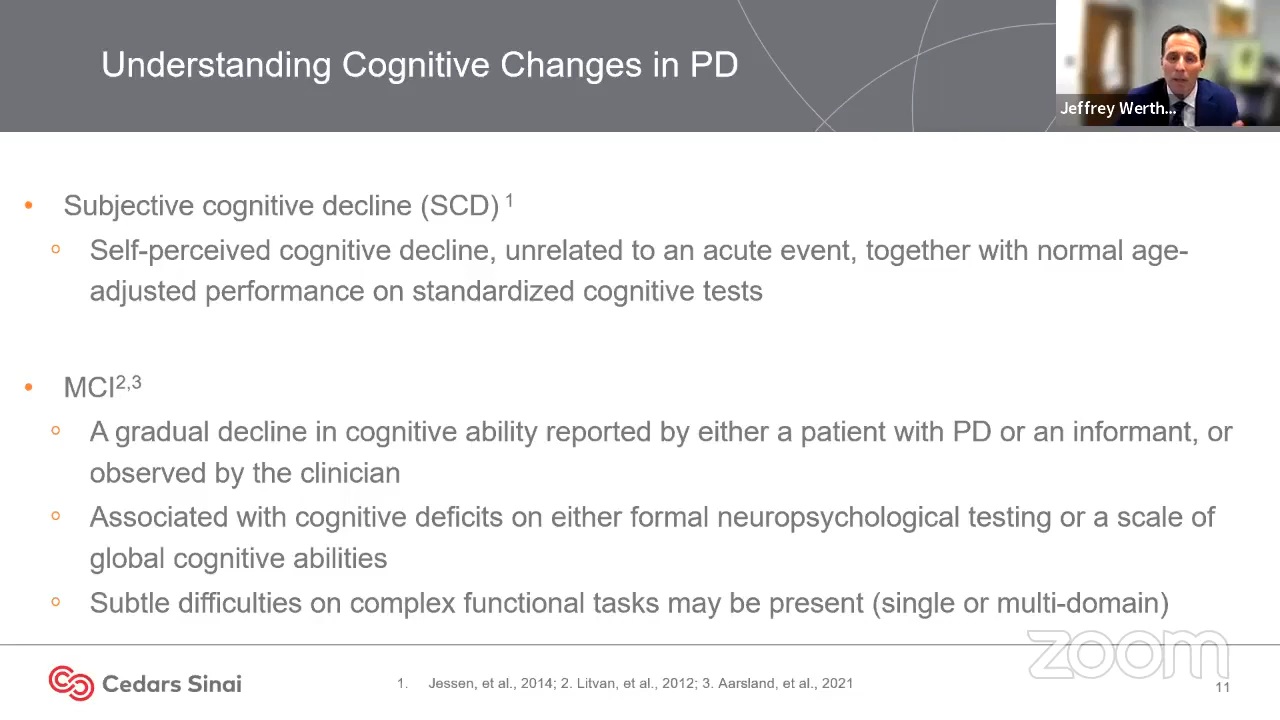 Understanding Cognitive Changes in PD
Jeffrey Werth...
• Subjective cognitive decline (SCD) 1
o Self-perceived cognitive decline, unrelated to an acute event, together with normal age-
adjusted performance on standardized cognitive tests
• MCI2,3
o A gradual decline in cognitive ability reported by either a patient with PD or an informant, or
observed by the clinician
o Associated with cognitive deficits on either formal neuropsychological testing or a scale of
global cognitive abilities
o Subtle difficulties on complex functional tasks may be present (single or multi-domain)
zoom
Cedars Sinai
1. Jessen, et al., 2014; 2. Litvan, et al., 2012; 3. Aarsland, et al., 2021
11